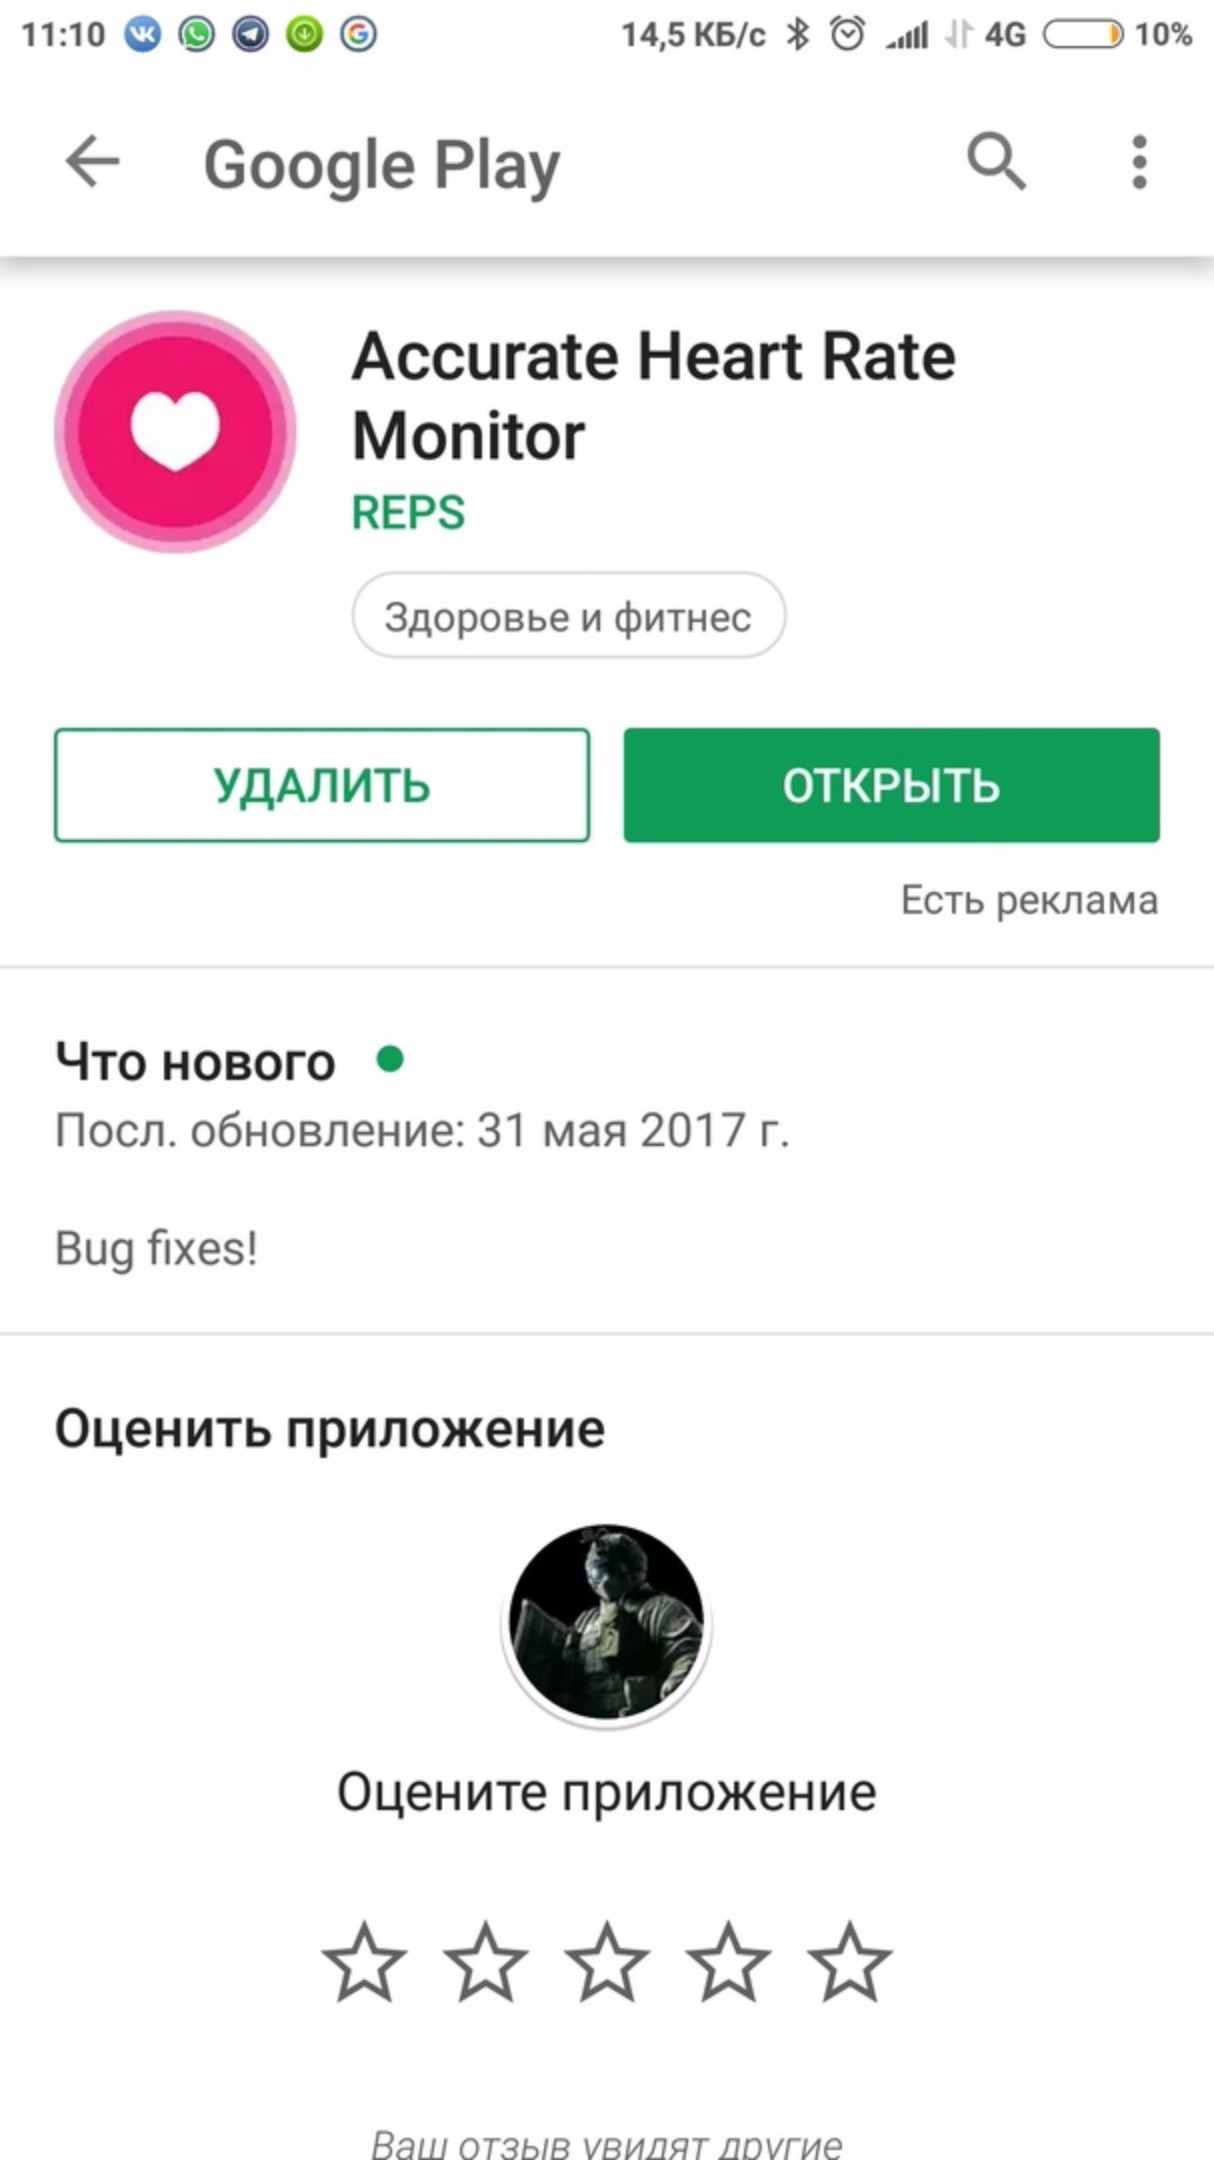 11:10 14,5 КБ/с 4G 10%
Google Play
Accurate Heart Rate
Monitor
REPS
Здоровье и фитнес
УДАЛИТЬ ОТКРЫТЬ
Есть реклама
Что нового
Посл. обновление: 31 мая 2017 г.
Bug fixes!
Оценить приложение
Оцените приложение
Ваш отзыв увидят другие